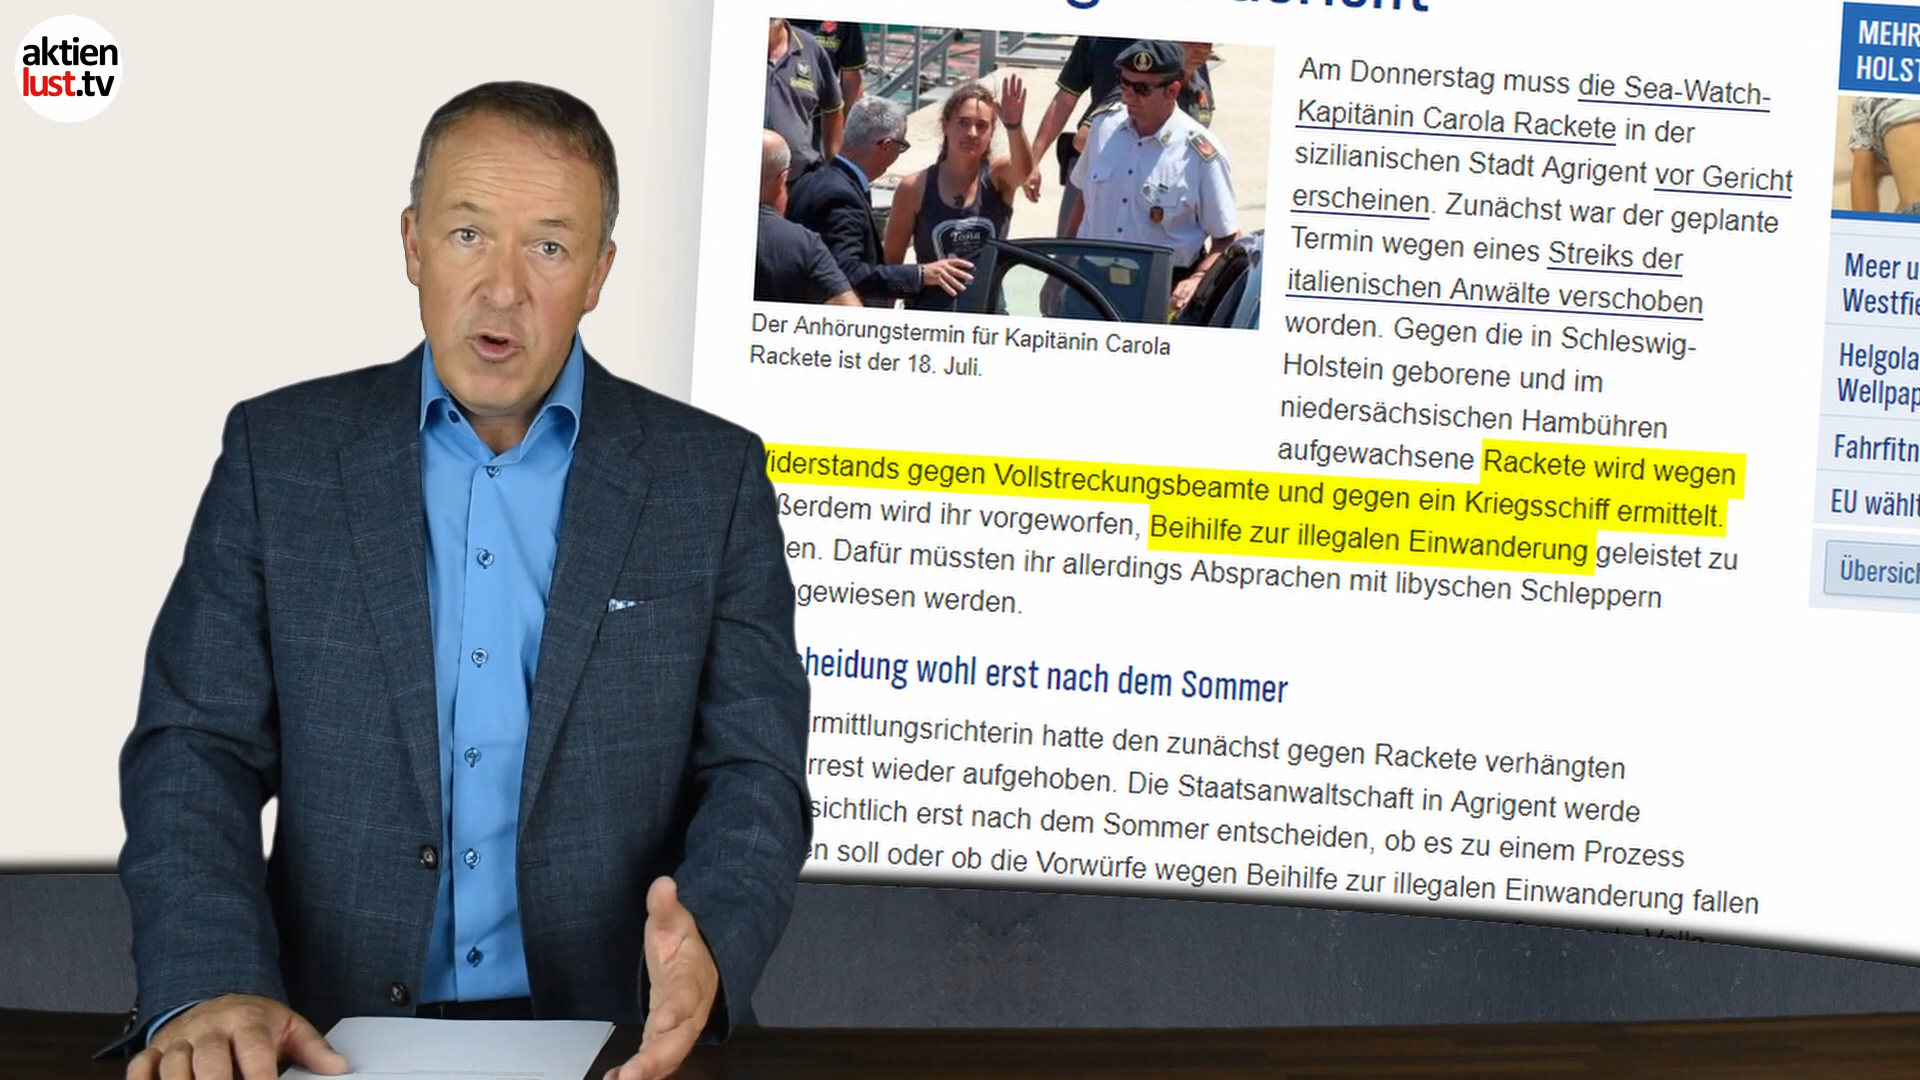 aktien
lust.tv
MEHR
HOLST
Am Donnerstag muss die Sea-Watch-
Kapitänin Carola Rackete in der
sizilianischen Stadt Agrigent vor Gericht
erscheinen. Zunächst war der geplante
Termin wegen eines Streiks der
italienischen Anwälte verschoben
worden. Gegen die in Schleswig-
Holstein geborene und im
niedersächsischen Hambühren
aufgewachsene Rackete wird wegen
Widerstands gegen Vollstreckungsbeamte und gegen ein Kriegsschiff ermittelt.
ßerdem wird ihr vorgeworfen, Beihilfe zur illegalen Einwanderung geleistet zu
en. Dafür müssten ihr allerdings Absprachen mit libyschen Schleppern
gewiesen werden.
Der Anhörungstermin für Kapitänin Carola
Rackete ist der 18. Juli.
cheidung wohl erst nach dem Sommer
rmittlungsrichterin hatte den zunächst gegen Rackete verhängten
rrest wieder aufgehoben. Die Staatsanwaltschaft in Agrigent werde
sichtlich erst nach dem Sommer entscheiden, ob es zu einem Prozess
en soll oder ob die Vorwürfe wegen Beihilfe zur illegalen Einwanderung fallen
Meer u
Westfie
Helgola
Wellpap
Fahrfitn
EU wählt
Übersich